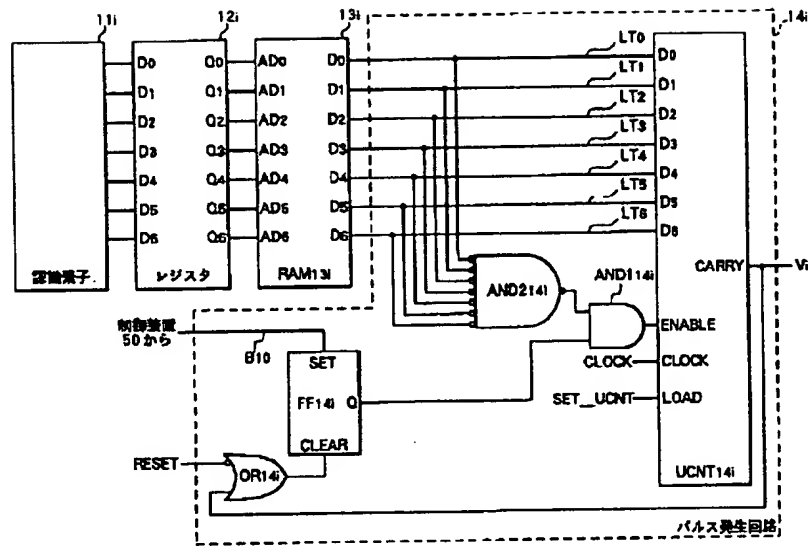 11i
12i
13i
14i
D0 Q0 AD0 D0 LT0 D0
D1 Q1 AD1 D1 LT1 D1
D2 Q2 AD2 D2 LT2 D2
D3 Q3 AD3 D3 LT3 D3
D4 Q4 AD4 D4 LT4 D4
D5 Q5 AD5 D5 LT5 D5
D6 Q6 AD6 D6 LT6 D6
レジスタ
RAM13i
CARRY
Vi
AND214i
AND114i
制御装置
50から
B10
SET
ENABLE
CLOCK
CLOCK
FF14i
Q
SET_UCNT
LOAD
CLEAR
RESET
OR14i
UCNT14i
パルス発生回路